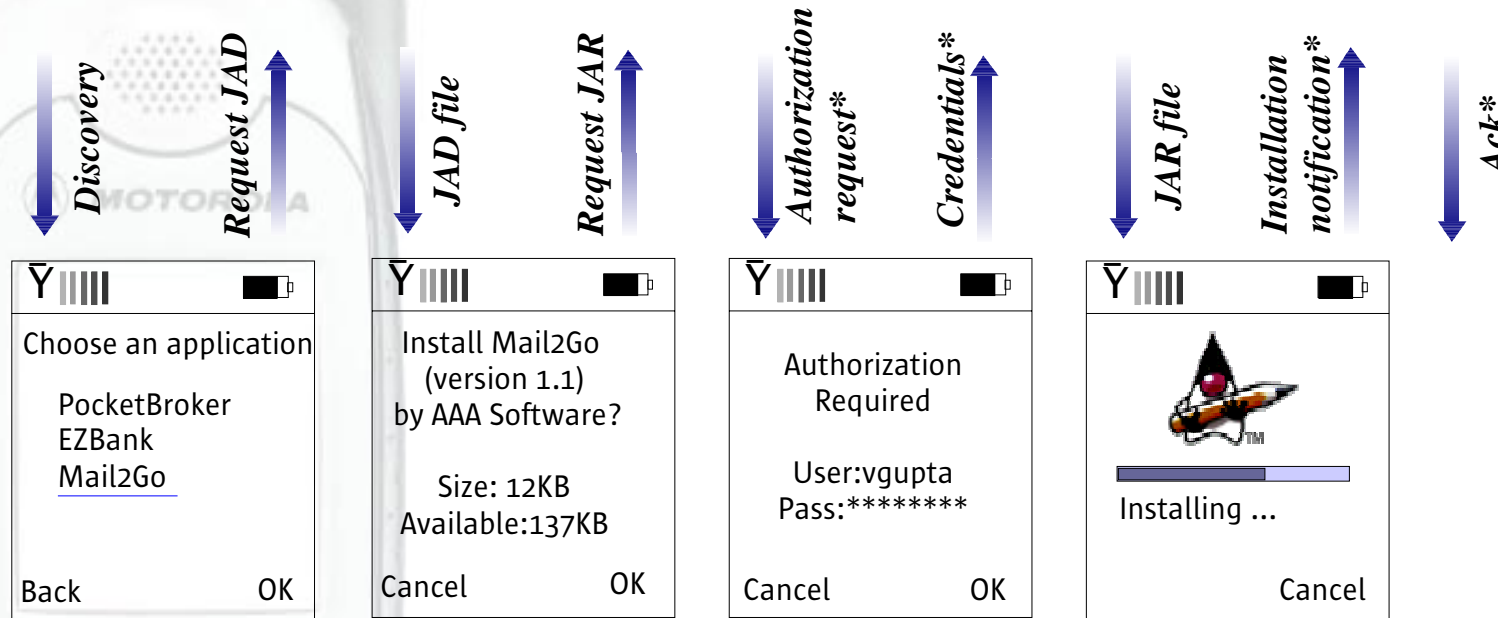 Discovery
Request JAD
JAD file
Request JAR
Authorization
request*
Credentials*
JAR file
Installation
notification*
Ack*
MOTOROLA
Choose an application
PocketBroker
EZBank
Mail2Go
Back OK
Install Mail2Go
(version 1.1)
by AAA Software?
Size: 12KB
Available:137KB
Cancel OK
Authorization
Required
User:vgupta
Pass:********
Cancel OK
TM
Installing ...
Cancel